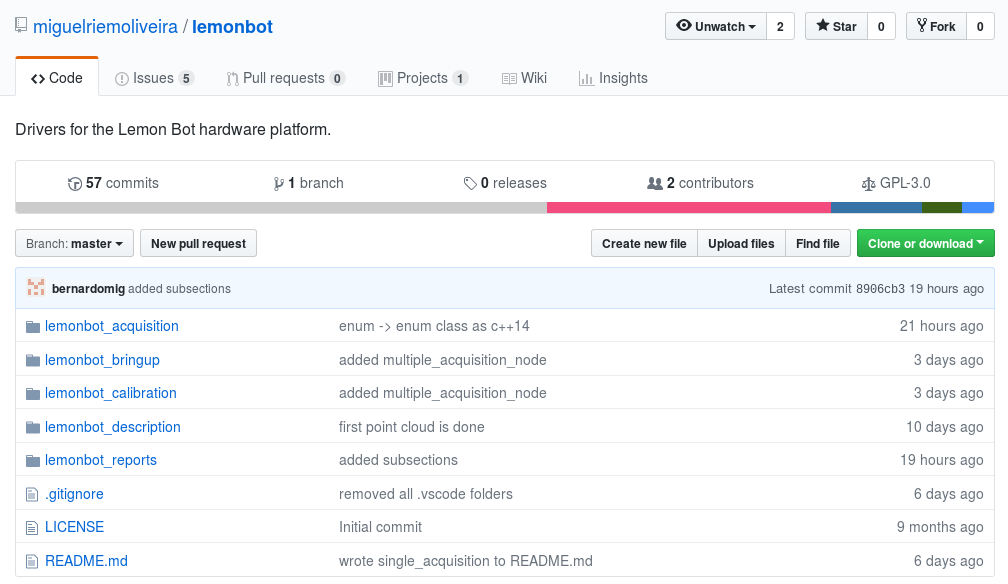 miguelriemoliveira / lemonbot
Unwatch 2 Star 0 Fork 0
Code Issues 5 Pull requests 0 Projects 1 Wiki Insights
Drivers for the Lemon Bot hardware platform.
57 commits 1 branch 0 releases 2 contributors GPL-3.0
Branch: master New pull request Create new file Upload files Find file Clone or download
bernardomig added subsections Latest commit 8906cb3 19 hours ago
lemonbot_acquisition enum -> enum class as c++14 21 hours ago
lemonbot_bringup added multiple_acquisition_node 3 days ago
lemonbot_calibration added multiple_acquisition_node 3 days ago
lemonbot_description first point cloud is done 10 days ago
lemonbot_reports added subsections 19 hours ago
.gitignore removed all .vscode folders 6 days ago
LICENSE Initial commit 9 months ago
README.md wrote single_acquisition to README.md 6 days ago